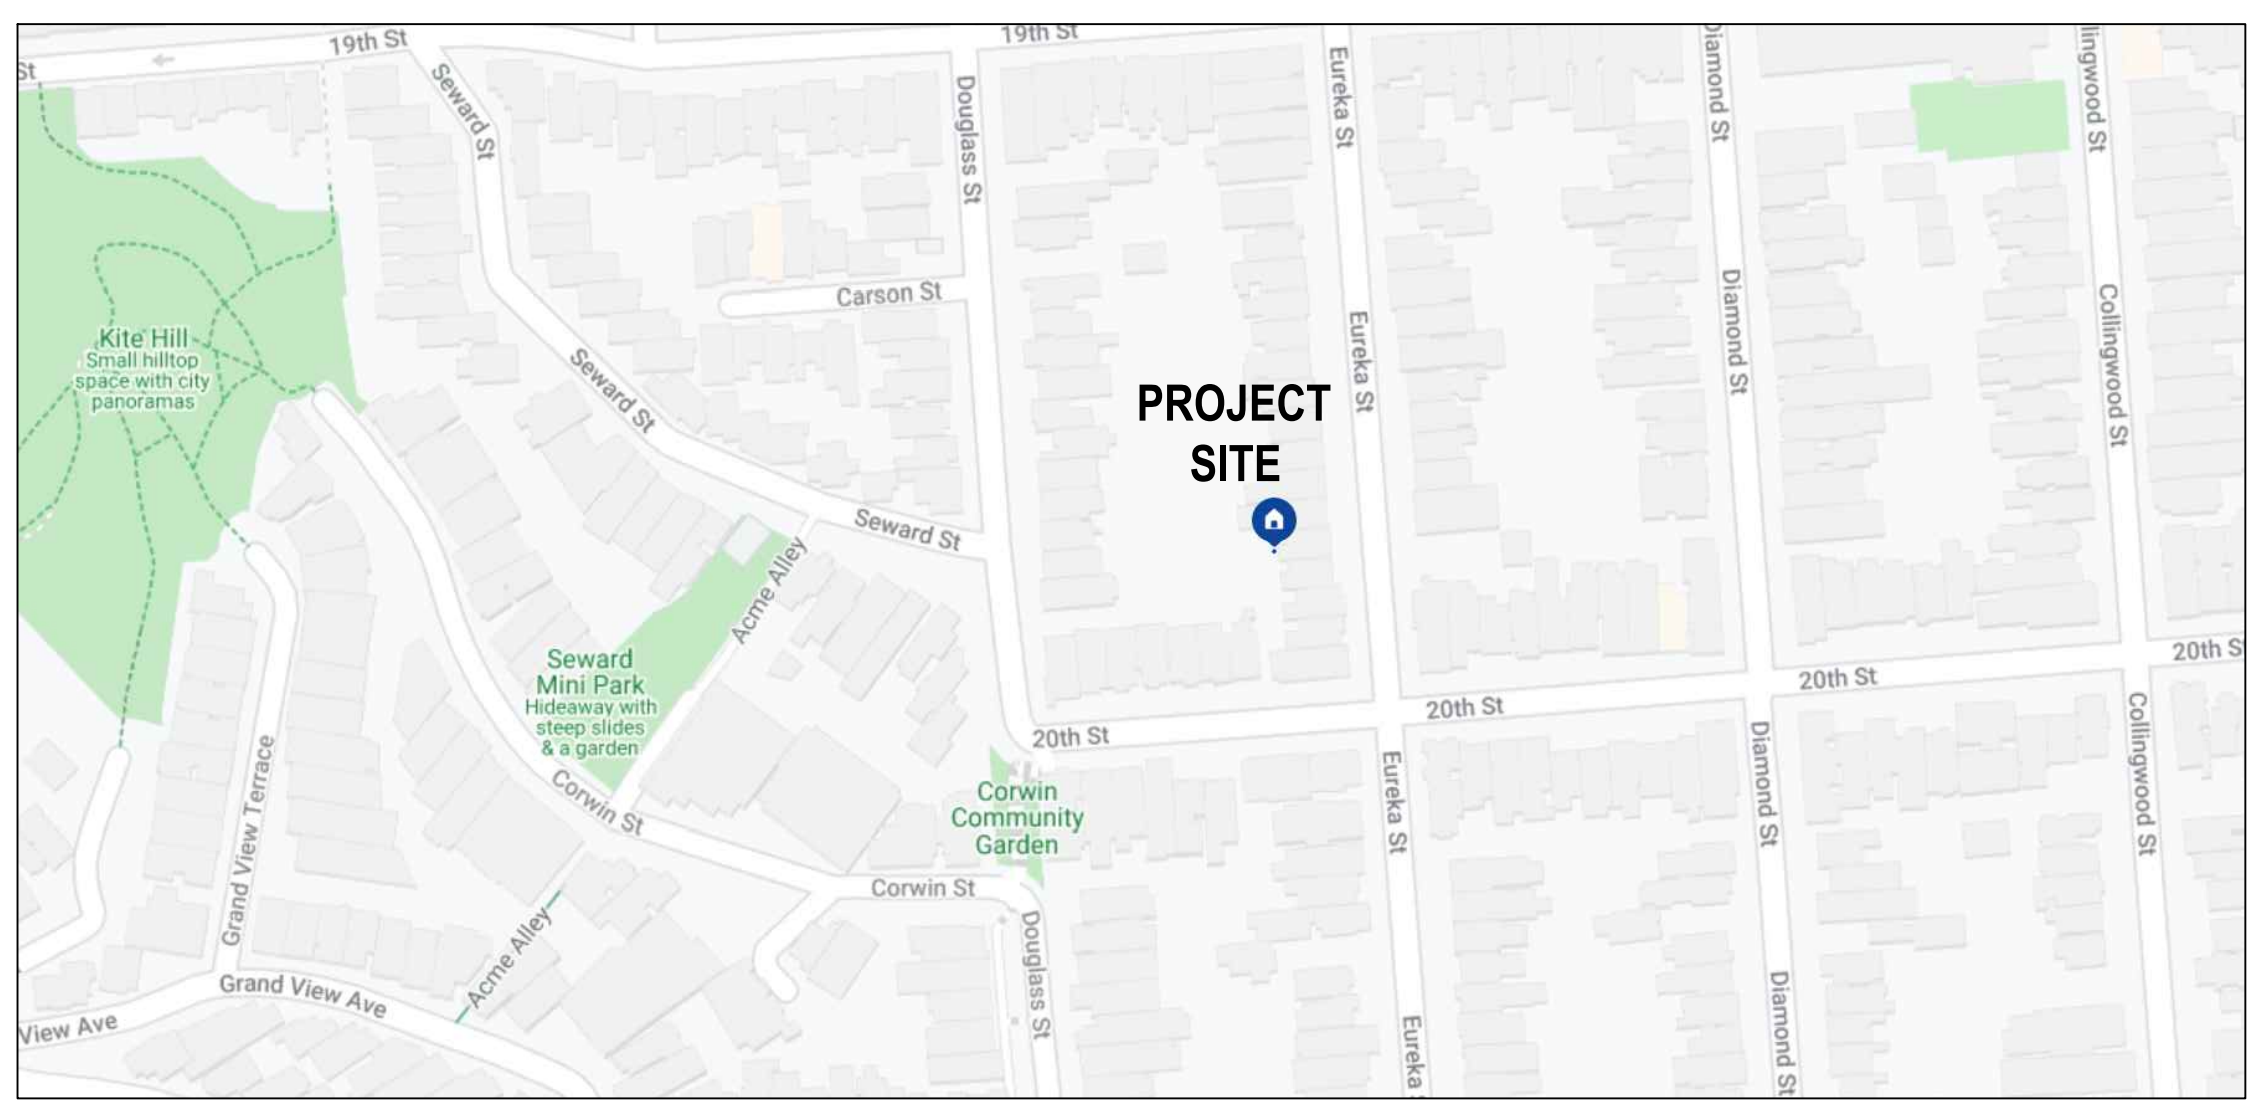 19th St
19th St
St
Seward St
Douglass St
Eureka St
Diamond St
lingwood St
Carson St
Kite Hill
Small hilltop
space with city
panoramas
Seward St
Eureka St
Diamond St
Collingwood St
PROJECT
SITE
Seward St
Acme Alley
Seward
Mini Park
Hideaway with
steep slides
& a garden
20th St
20th St
20th St
20th S
Corwin St
Grand View Terrace
Corwin
Community
Garden
Eureka St
Diamond St
Collingwood St
Corwin St
Acme Alley
Douglass St
Grand View Ave
View Ave
Eureka
Diamond St